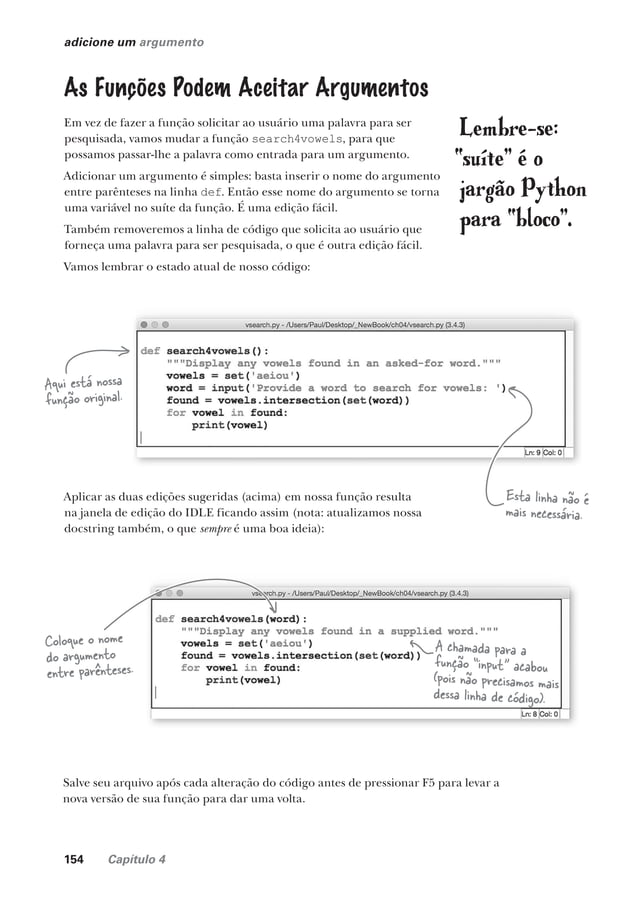 adicione um argumento
As Funções Podem Aceitar Argumentos
Em vez de fazer a função solicitar ao usuário uma palavra para ser
pesquisada, vamos mudar a função search4vowels, para que
possamos passar-lhe a palavra como entrada para um argumento.
Adicionar um argumento é simples: basta inserir o nome do argumento
entre parênteses na linha def. Então esse nome do argumento se torna
uma variável no suíte da função. É uma edição fácil.
Também removeremos a linha de código que solicita ao usuário que
forneça uma palavra para ser pesquisada, o que é outra edição fácil.
Vamos lembrar o estado atual de nosso código:
Lembre-se:
"suíte" é o
jargão Python
para "bloco".
vsearch.py - /Users/Paul/Desktop/_NewBook/ch04/vsearch.py (3.4.3)
def search4vowels():
    """Display any vowels found in an asked-for word."""
    vowels = set('aeiou')
    word = input('Provide a word to search for vowels: ')
    found = vowels.intersection(set(word))
    for vowel in found:
        print(vowel)
Ln: 9 Col: 0
Aqui está nossa
função original.
Esta linha não é
mais necessária.
Aplicar as duas edições sugeridas (acima) em nossa função resulta
na janela de edição do IDLE ficando assim (nota: atualizamos nossa
docstring também, o que sempre é uma boa ideia):
vsearch.py - /Users/Paul/Desktop/_NewBook/ch04/vsearch.py (3.4.3)
def search4vowels(word):
    """Display any vowels found in a supplied word."""
    vowels = set('aeiou')
    found = vowels.intersection(set(word))
    for vowel in found:
        print(vowel)
Ln: 8 Col: 0
Coloque o nome
do argumento
entre parênteses.
A chamada para a
função "input" acabou
(pois não precisamos mais
dessa linha de código).
Salve seu arquivo após cada alteração do código antes de pressionar F5 para levar a
nova versão de sua função para dar uma volta.
154 Capítulo 4